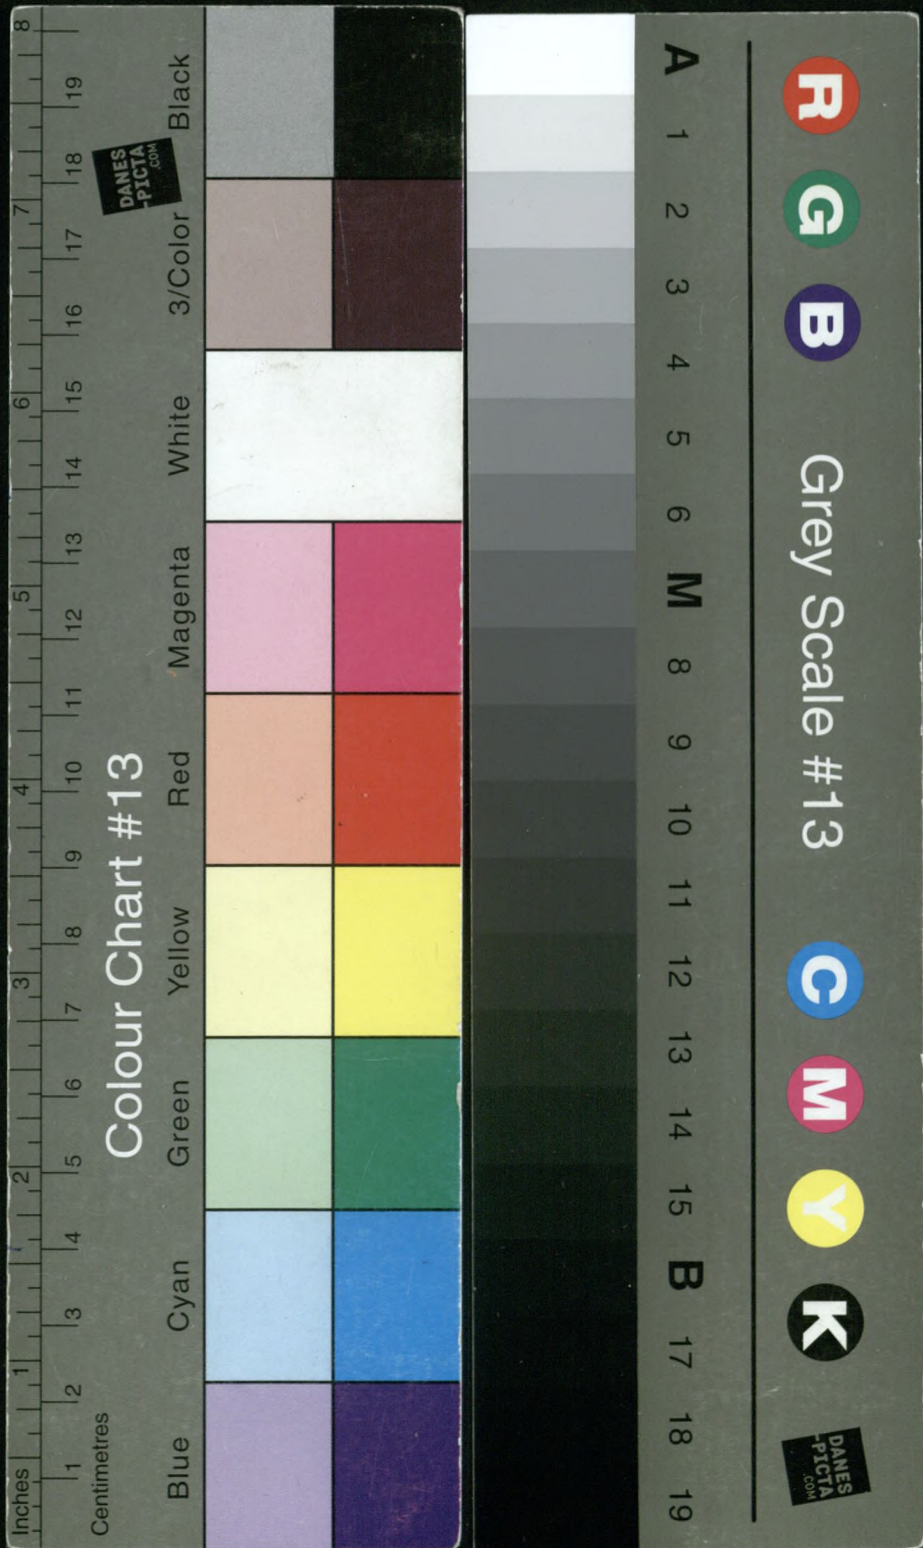 Inches 1 2 3 4 5 6 7 8
Centimetres 1 2 3 4 5 6 7 8 9 10 11 12 13 14 15 16 17 18 19
Colour Chart #13
DANES
-PICTA
.COM
Blue Cyan Green Yellow Red Magenta White 3/Color Black
A 1 2 3 4 5 6 M 8 9 10 11 12 13 14 15 B 17 18 19
R G B Grey Scale #13 C M Y K
DANES
-PICTA
.COM